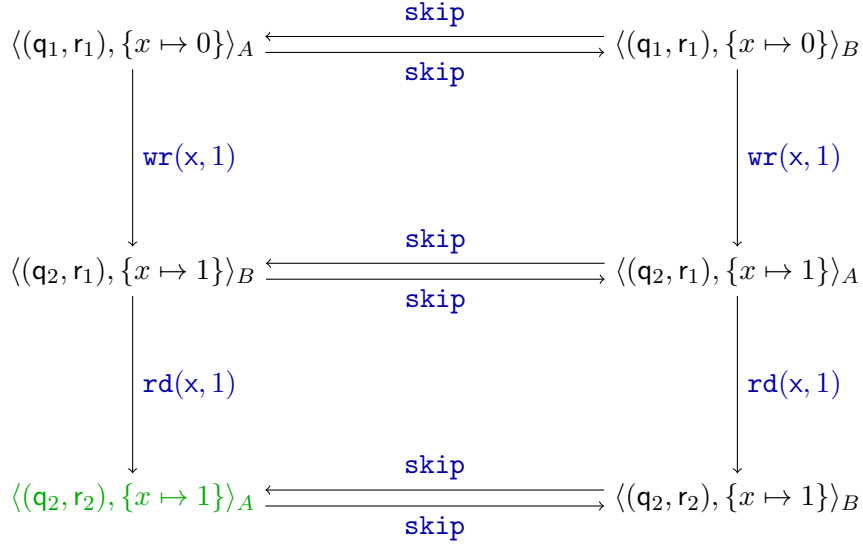 skip
⟨(q₁, r₁), {x ↦ 0}⟩_A ⟨(q₁, r₁), {x ↦ 0}⟩_B
skip
wr(x, 1) wr(x, 1)
skip
⟨(q₂, r₁), {x ↦ 1}⟩_B ⟨(q₂, r₁), {x ↦ 1}⟩_A
skip
rd(x, 1) rd(x, 1)
skip
⟨(q₂, r₂), {x ↦ 1}⟩_A ⟨(q₂, r₂), {x ↦ 1}⟩_B
skip